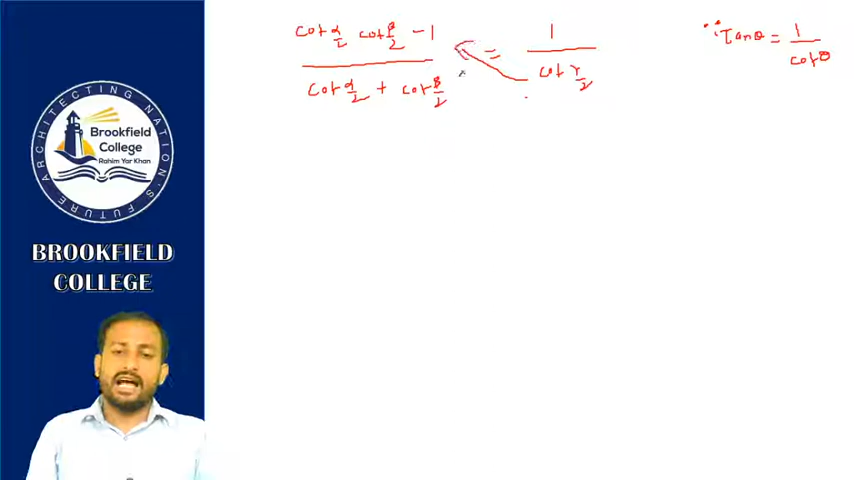 cot α/2 cot β/2 - 1 / cot α/2 + cot β/2 = 1 / cot γ/2
∵ Tanθ = 1 / cotθ
ARCHITECTING NATION'S FUTURE
Brookfield
College
Rahim Yar Khan
BROOKFIELD
COLLEGE